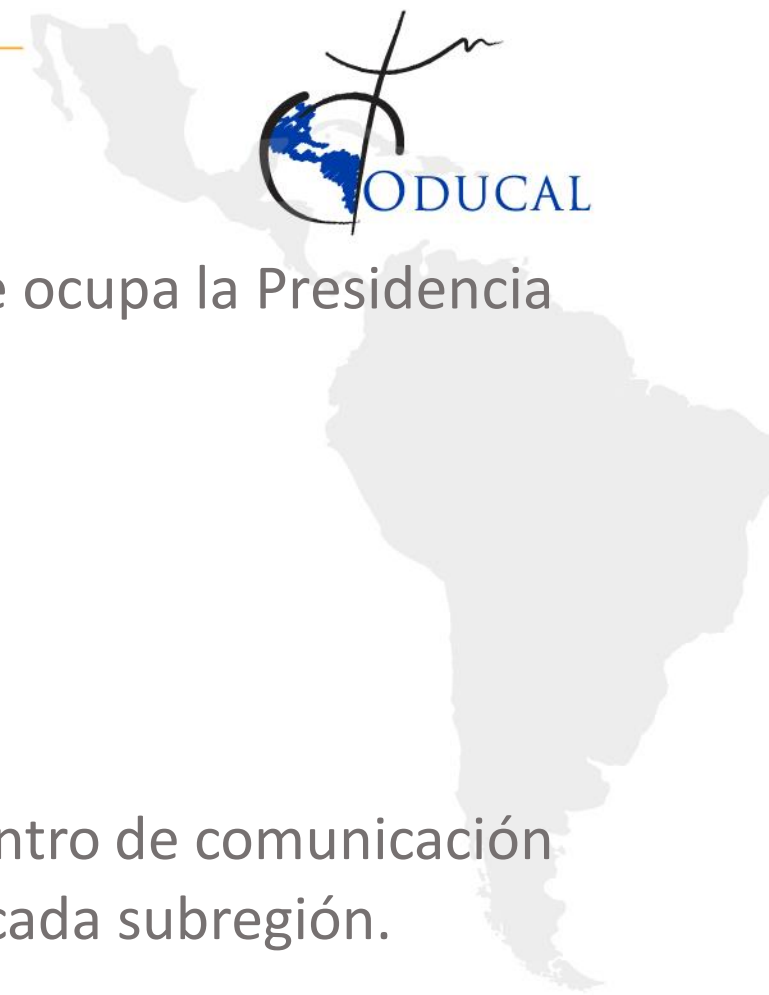 ODUCAL
e ocupa la Presidencia
ntro de comunicación
cada subregión.